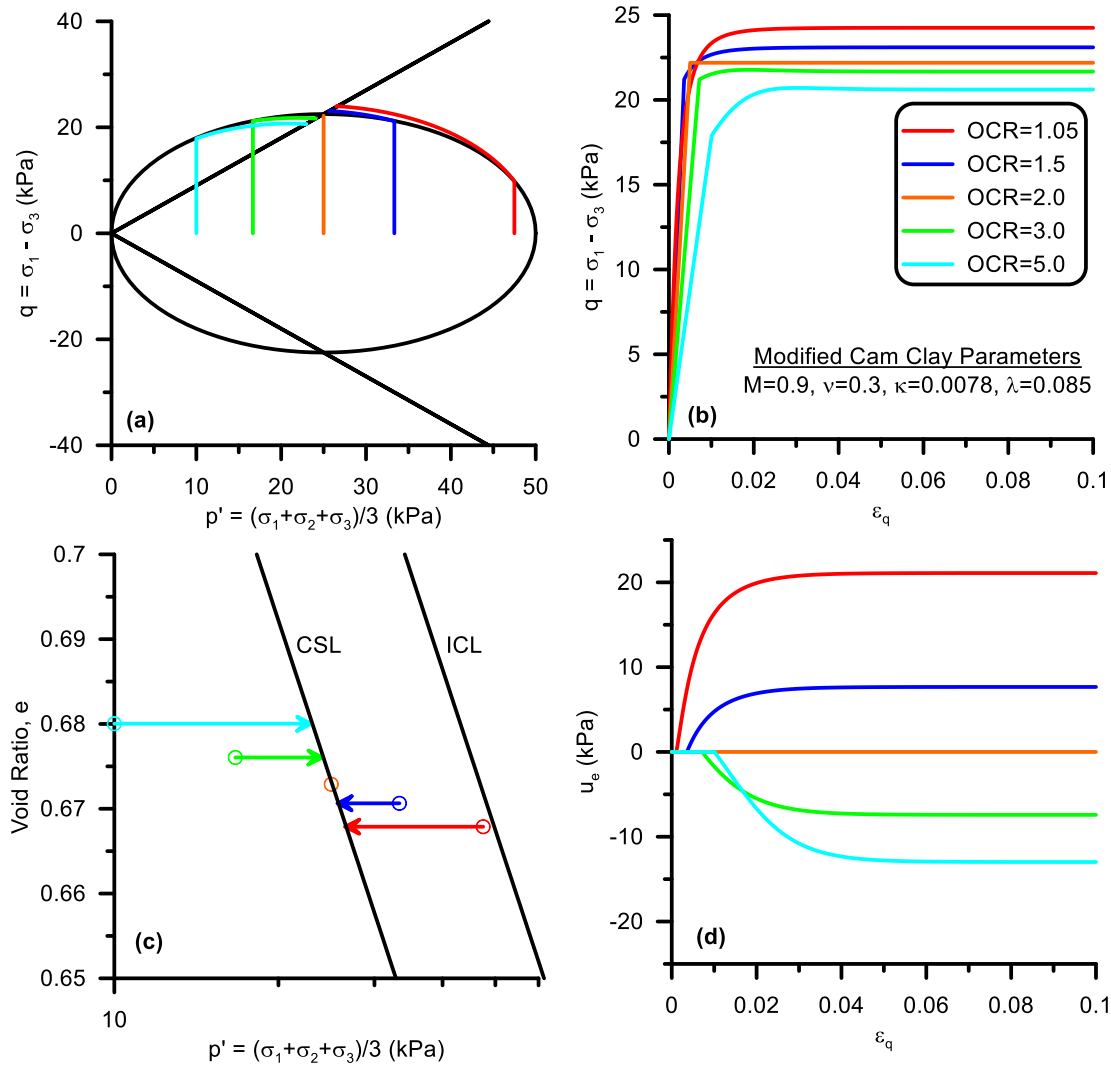 40
20
0
-20
-40
q = σ1 - σ3 (kPa)
(a)
0 10 20 30 40 50
p' = (σ1+σ2+σ3)/3 (kPa)
25
20
15
10
5
0
q = σ1 - σ3 (kPa)
OCR=1.05
OCR=1.5
OCR=2.0
OCR=3.0
OCR=5.0
Modified Cam Clay Parameters
M=0.9, ν=0.3, κ=0.0078, λ=0.085
(b)
0 0.02 0.04 0.06 0.08 0.1
εq
0.7
0.69
0.68
0.67
0.66
0.65
Void Ratio, e
CSL
ICL
(c)
10
p' = (σ1+σ2+σ3)/3 (kPa)
20
10
0
-10
-20
ue (kPa)
(d)
0 0.02 0.04 0.06 0.08 0.1
εq